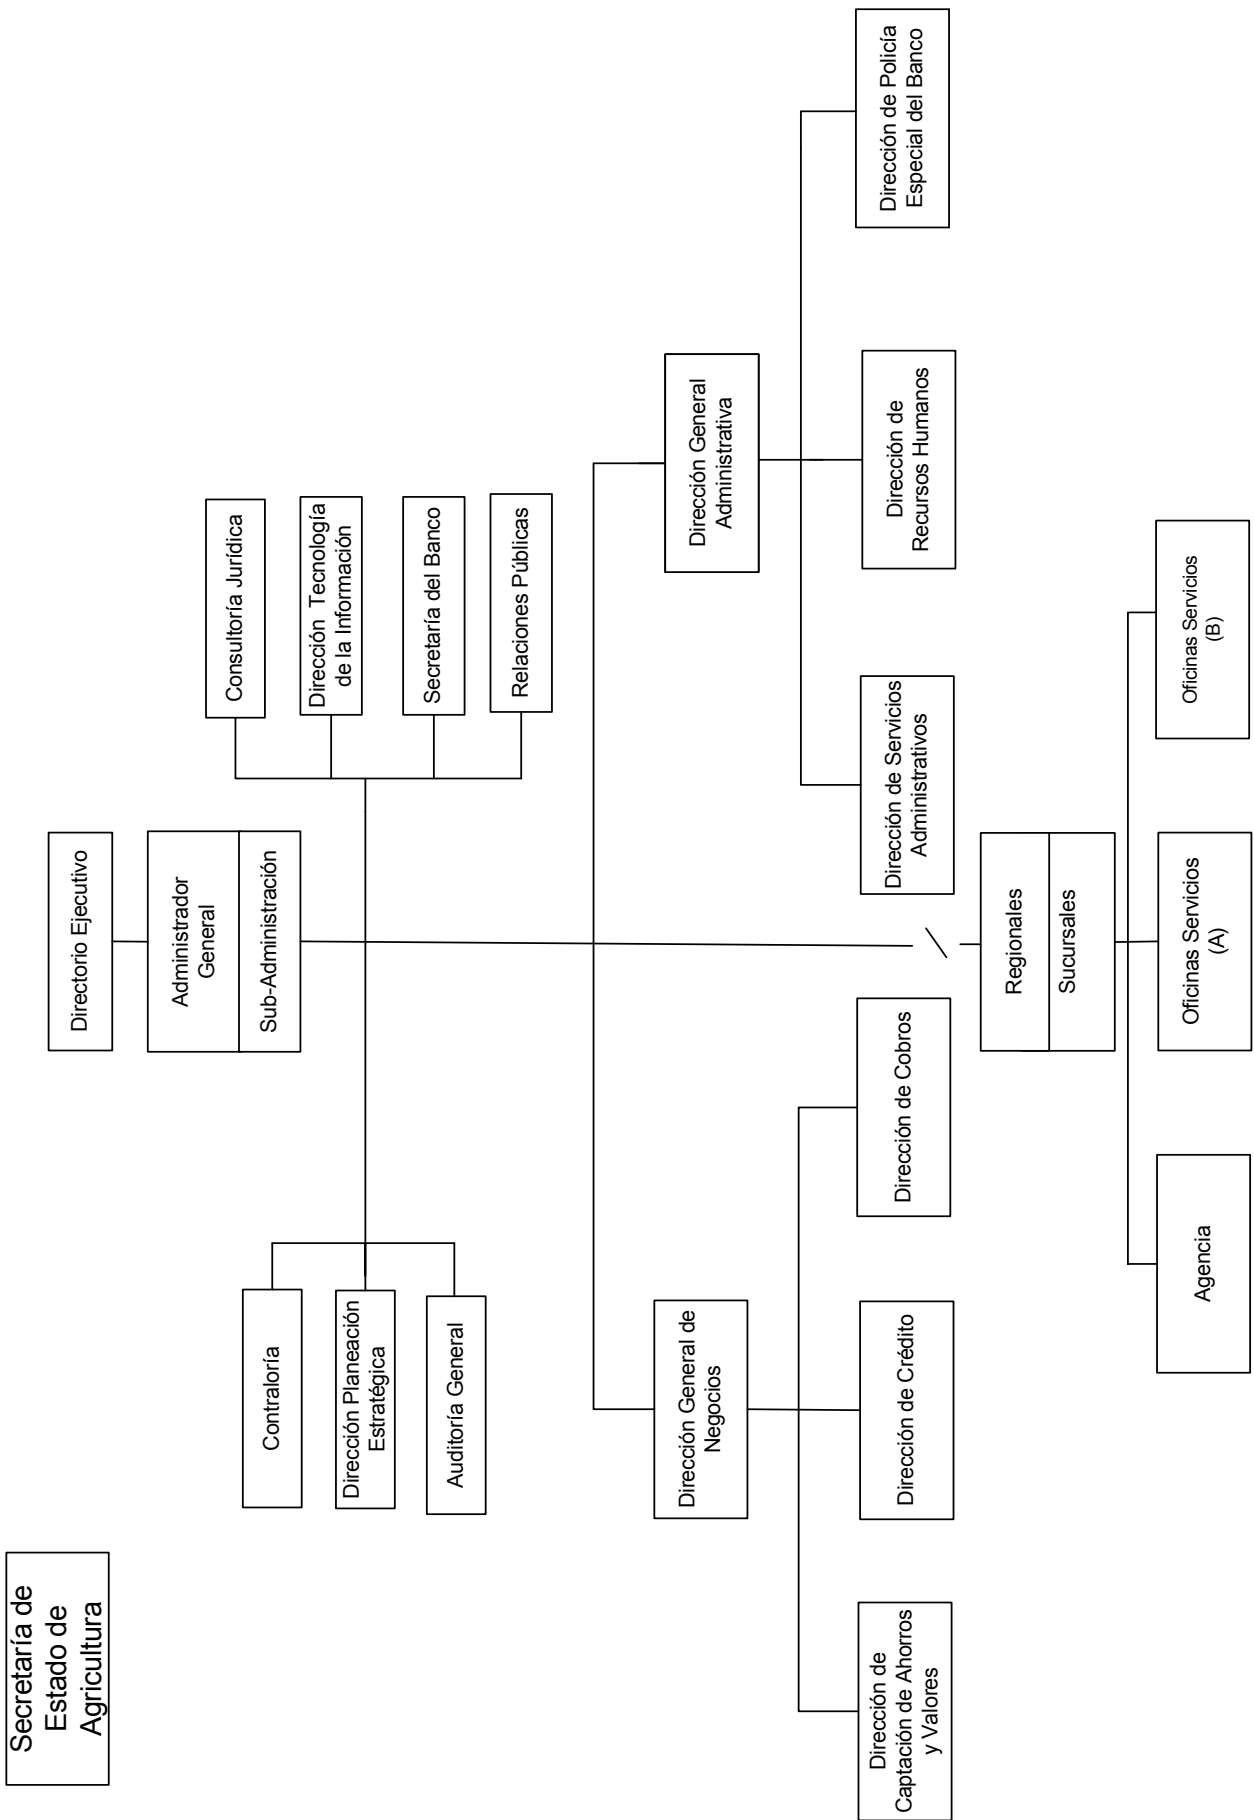 Secretaría de
Estado de
Agricultura
Directorio Ejecutivo
Administrador
General
Sub-Administración
Contraloría
Dirección Planeación
Estratégica
Auditoría General
Consultoría Jurídica
Dirección Tecnología
de la Información
Secretaría del Banco
Relaciones Públicas
Dirección General de
Negocios
Dirección General
Administrativa
Dirección de
Captación de Ahorros
y Valores
Dirección de Crédito
Dirección de Cobros
Dirección de Servicios
Administrativos
Dirección de
Recursos Humanos
Dirección de Policía
Especial del Banco
Regionales
Sucursales
Agencia
Oficinas Servicios
(A)
Oficinas Servicios
(B)